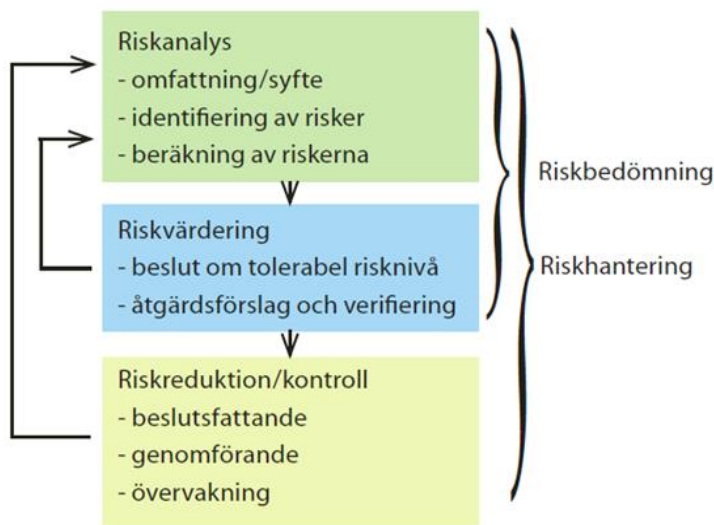 Riskanalys
- omfattning/syfte
- identifiering av risker
- beräkning av riskerna
Riskbedömning
Riskvärdering
- beslut om tolerabel risknivå
- åtgärdsförslag och verifiering
Riskhantering
Riskreduktion/kontroll
- beslutsfattande
- genomförande
- övervakning